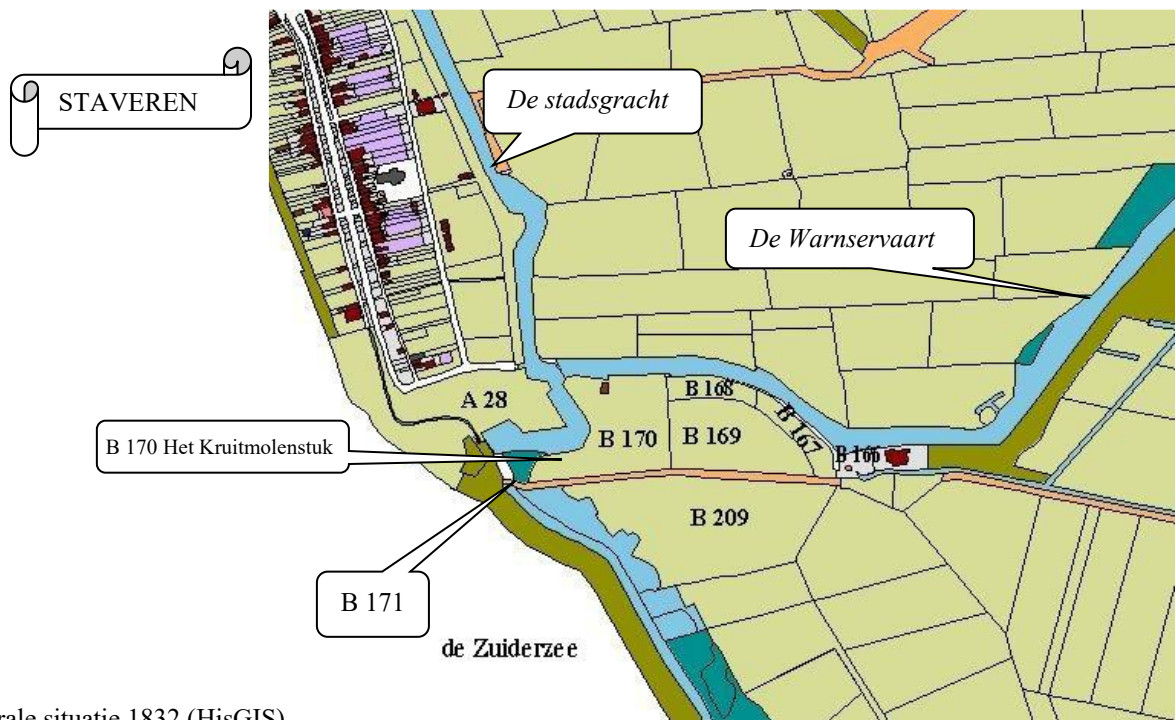 STAVEREN
De stadsgracht
De Warnservaart
B 168
A 28
B 170
B 169
B 167
B 170 Het Kruitmolenstuk
B 166
B 209
B 171
de Zuiderzee
rale situatie 1832 (HisGIS)